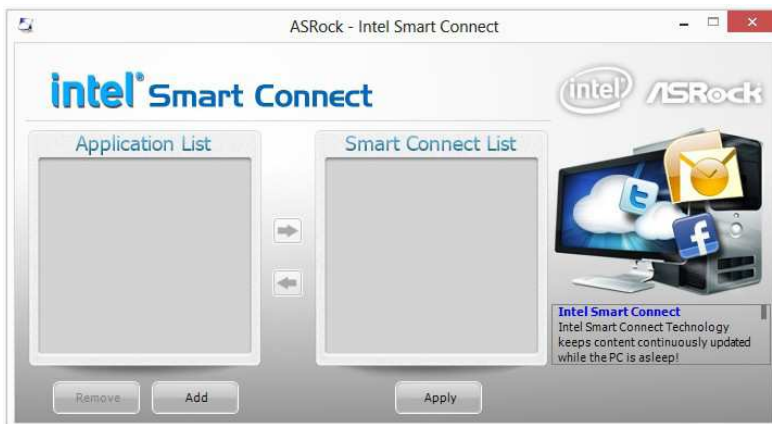 ASRock - Intel Smart Connect
intel® Smart Connect
intel® ASRock
Application List
Smart Connect List
Intel Smart Connect
Intel Smart Connect Technology
keeps content continuously updated
while the PC is asleep!
Remove
Add
Apply